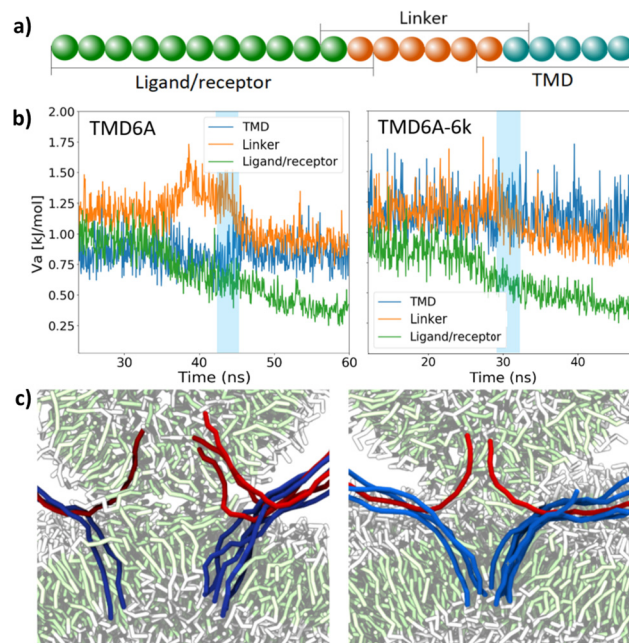 a)
Linker
Ligand/receptor
TMD
b)
TMD6A
TMD
Linker
Ligand/receptor
Va [kJ/mol]
2.00
1.75
1.50
1.25
1.00
0.75
0.50
0.25
30
40
50
60
Time (ns)
TMD6A-6k
TMD
Linker
Ligand/receptor
20
30
40
Time (ns)
c)